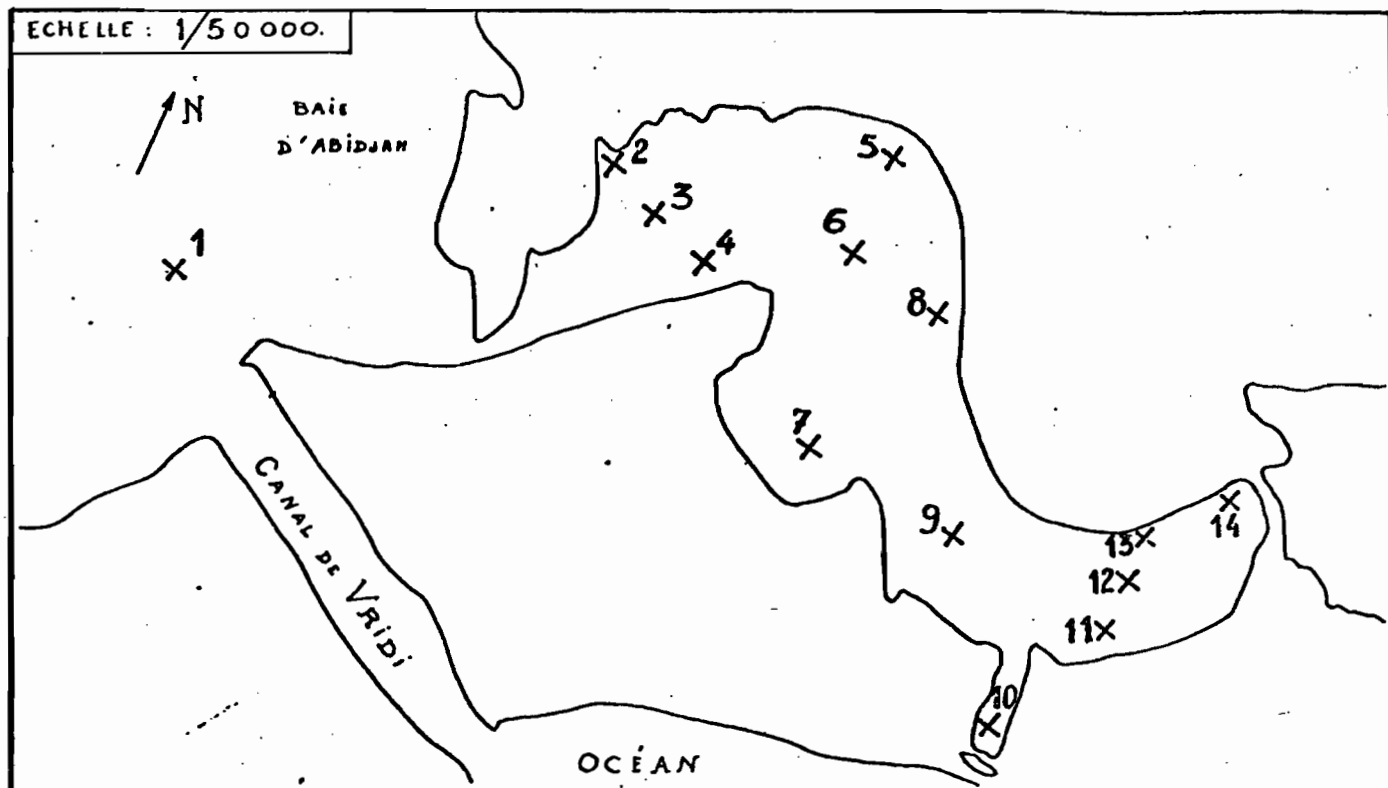 ECHELLE : 1/50 000.
N
BAIE
D'ABIDJAN
1
2
3
4
5
6
7
8
9
10
11
12
13
14
CANAL DE VRIDI
OCÉAN